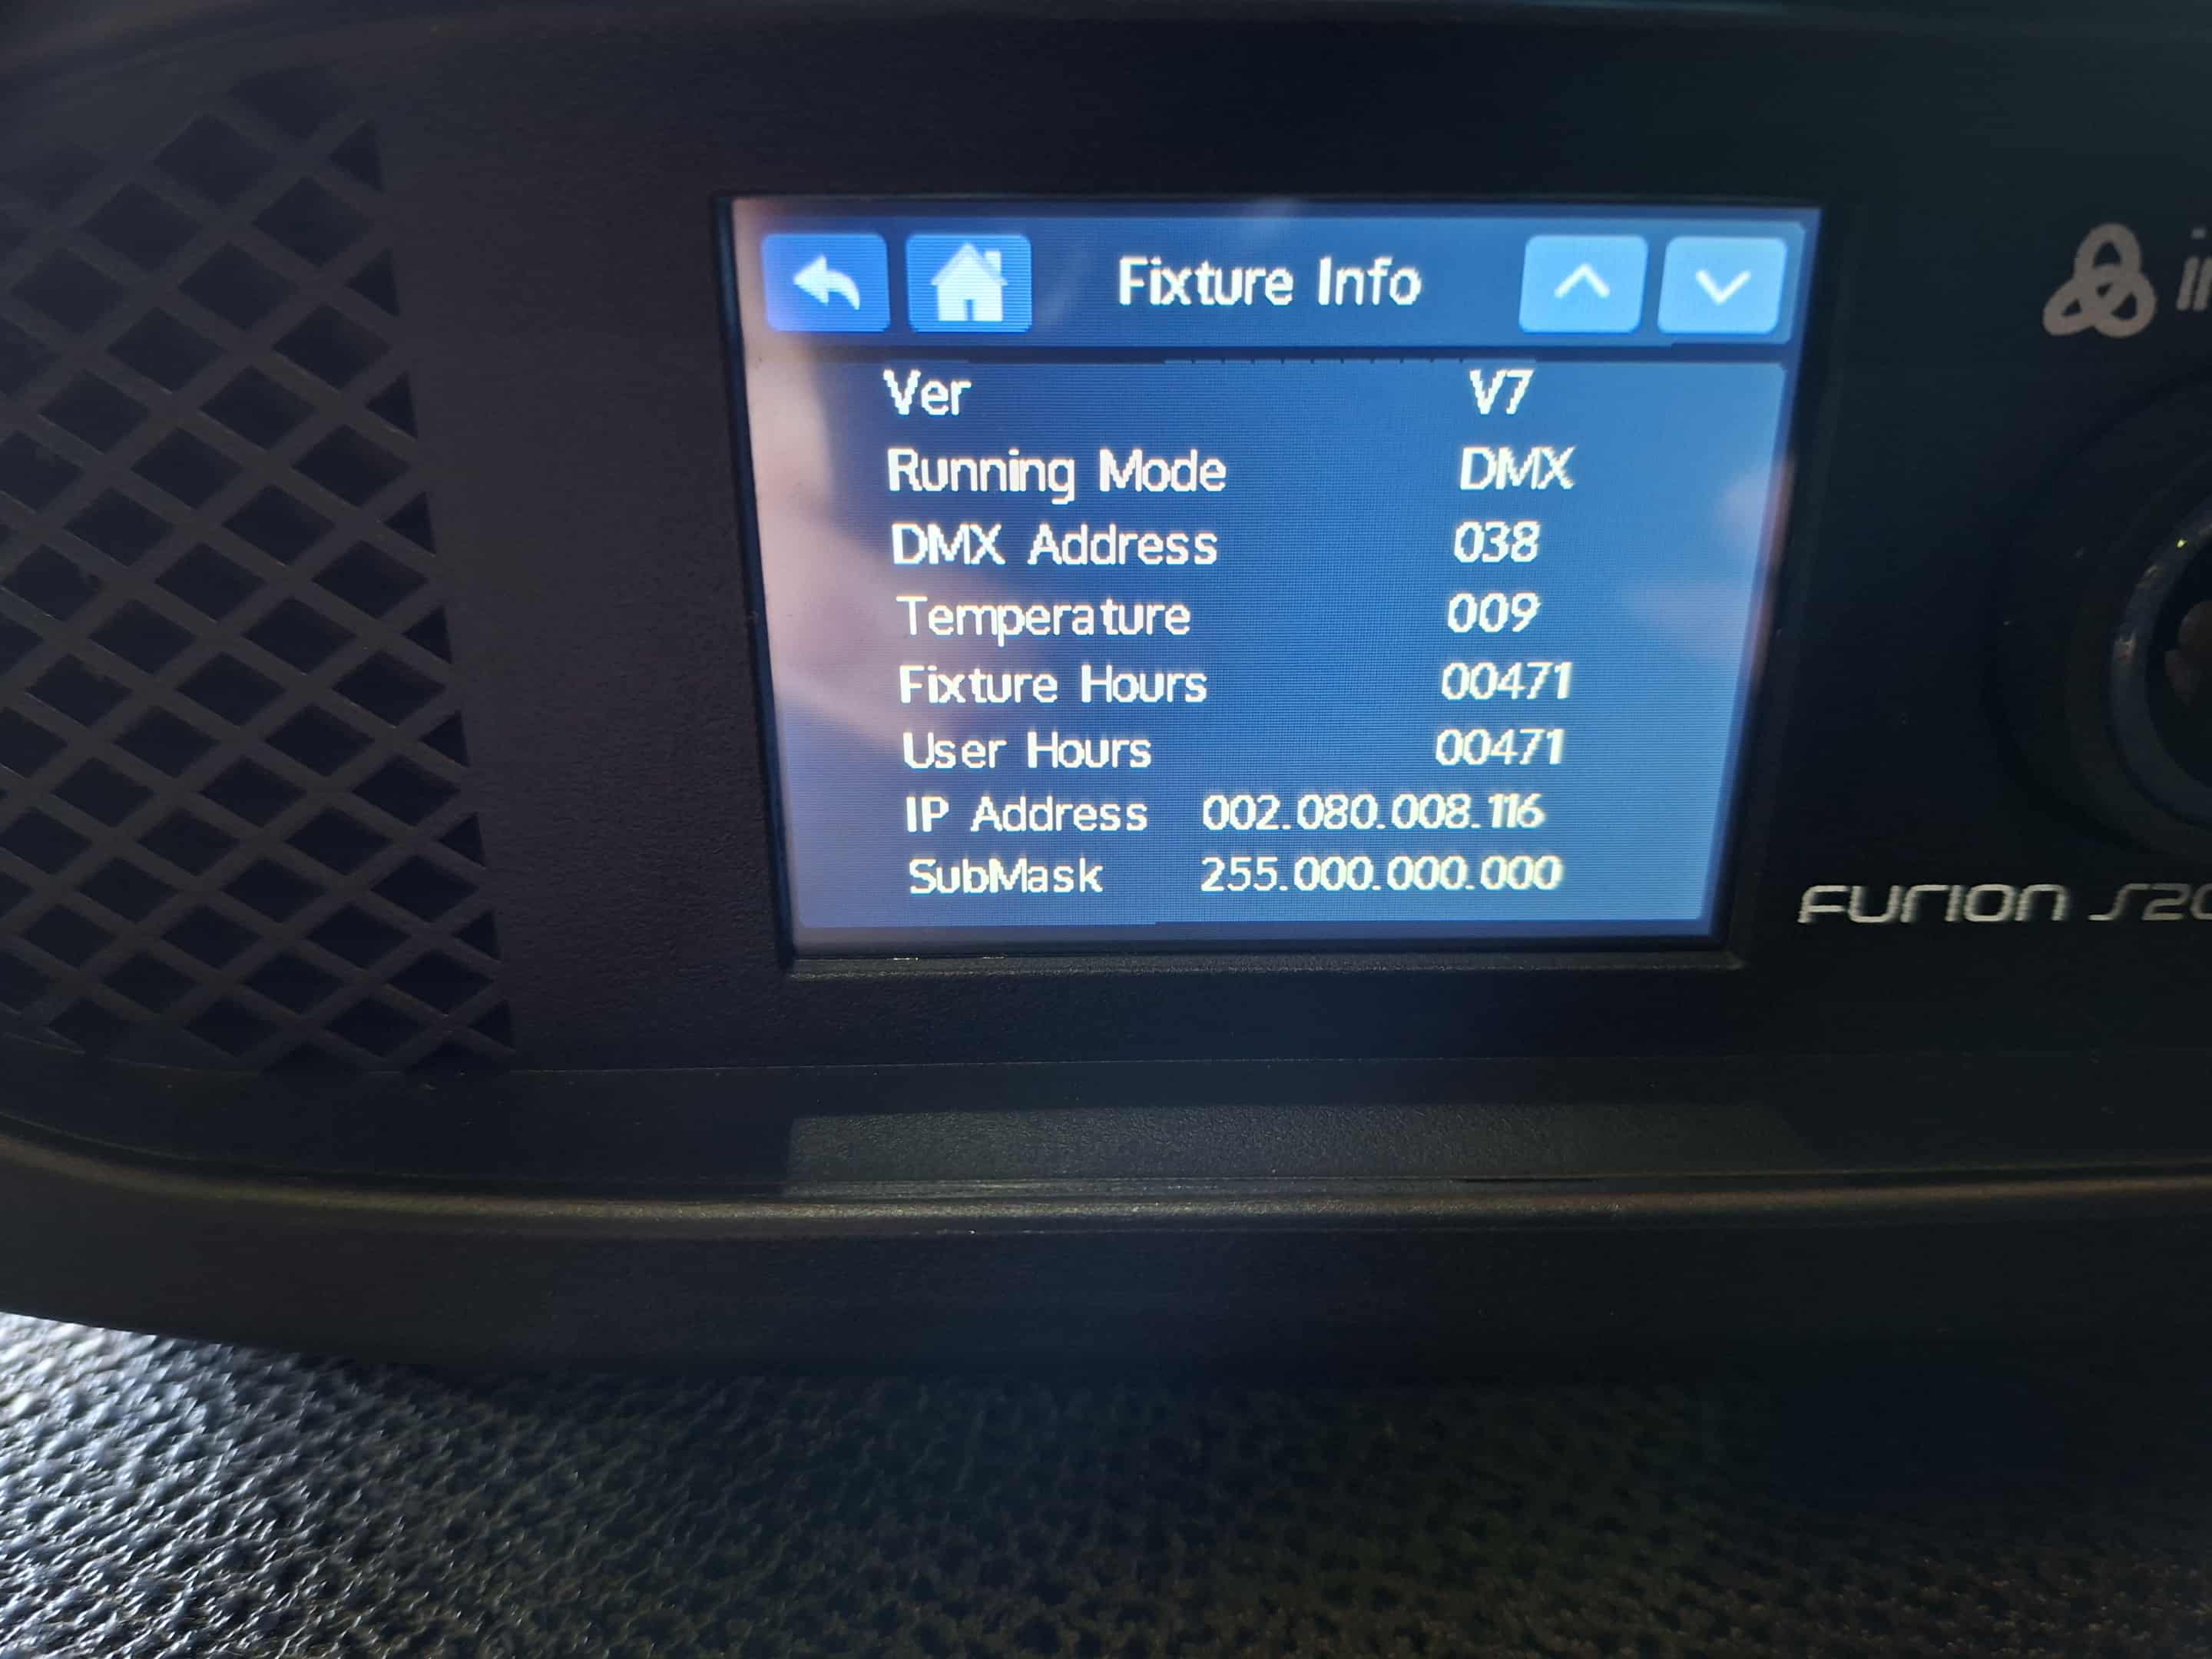 Fixture Info
Ver V7
Running Mode DMX
DMX Address 038
Temperature 009
Fixture Hours 00471
User Hours 00471
IP Address 002.080.008.116
SubMask 255.000.000.000
FURION